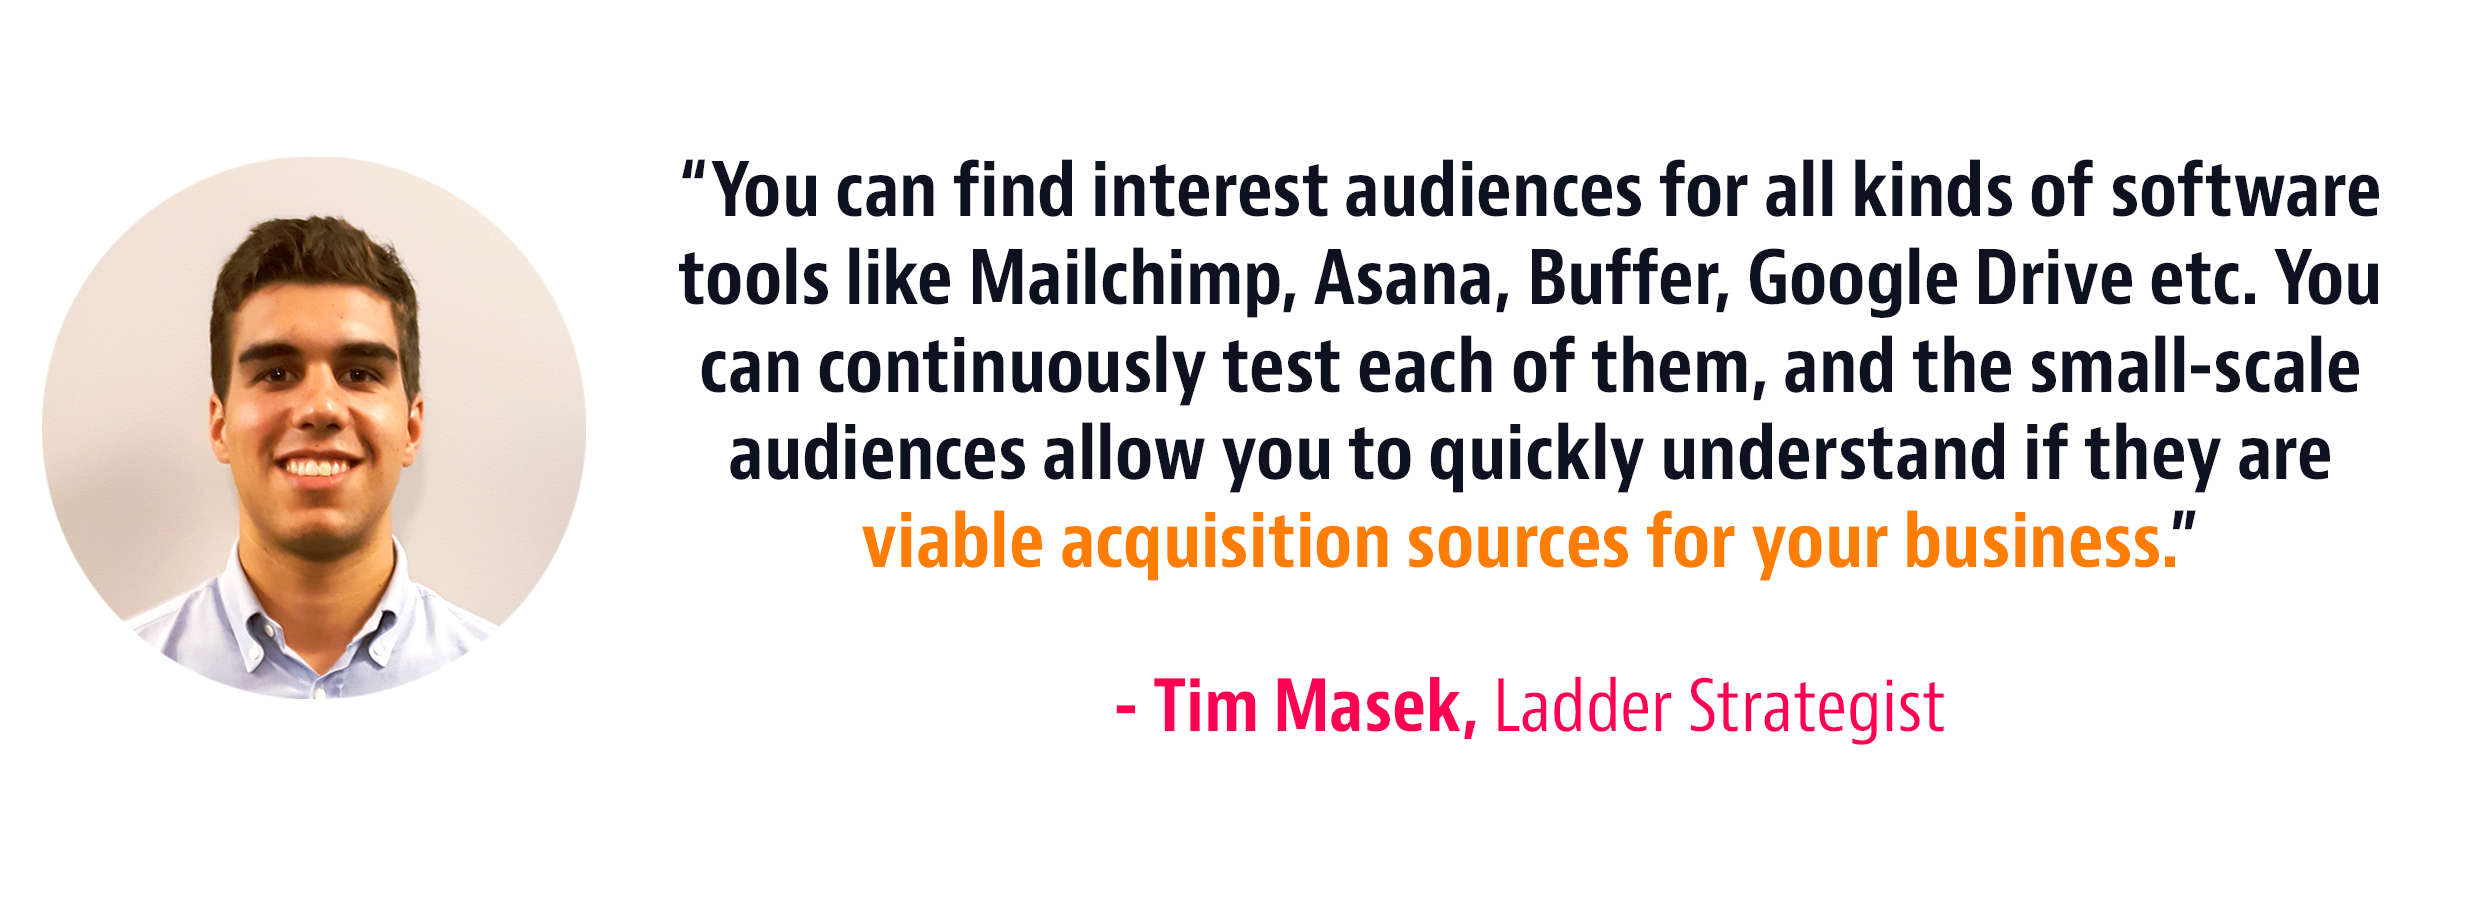 “You can find interest audiences for all kinds of software
tools like Mailchimp, Asana, Buffer, Google Drive etc. You
can continuously test each of them, and the small-scale
audiences allow you to quickly understand if they are
viable acquisition sources for your business.”
- Tim Masek, Ladder Strategist